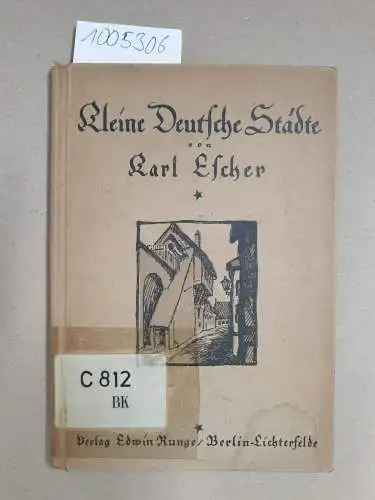 1005306
Kleine Deutsche Städte
von
Karl Escher
C 812
BK
Verlag Edwin Runge / Berlin-Lichterfelde